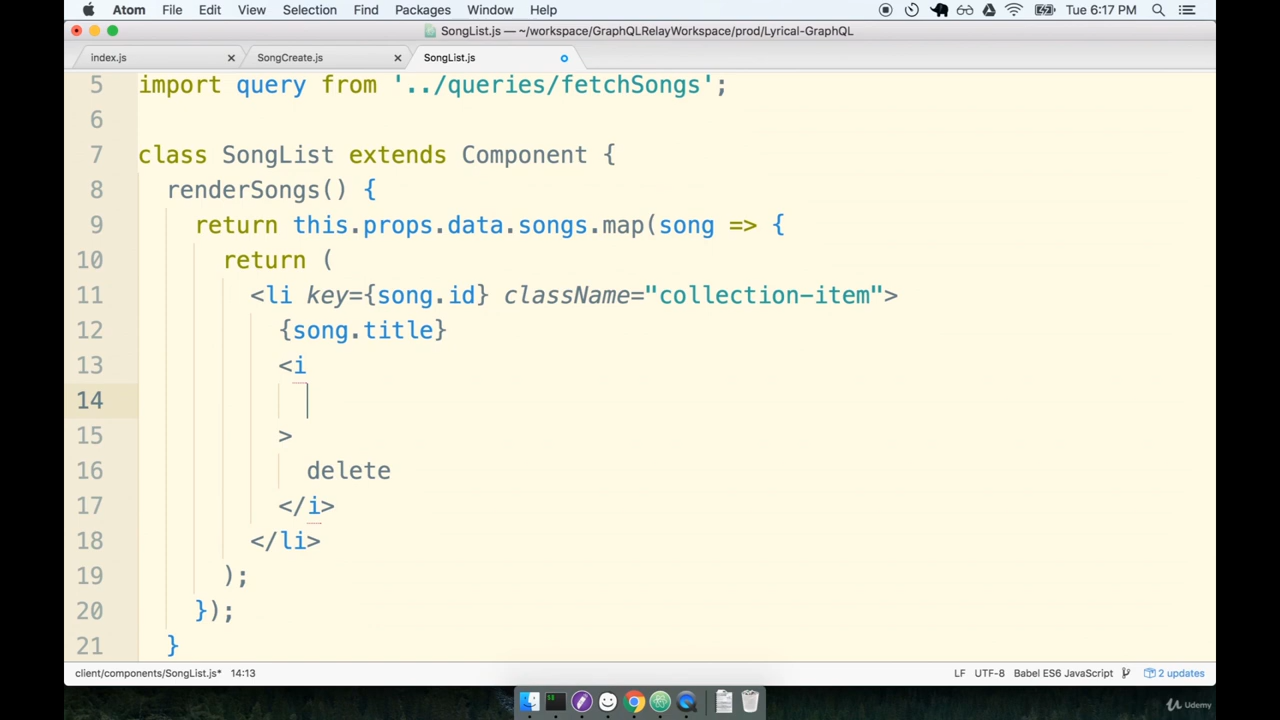 Atom File Edit View Selection Find Packages Window Help Tue 6:17 PM
SongList.js — ~/workspace/GraphQLRelayWorkspace/prod/Lyrical-GraphQL
index.js SongCreate.js SongList.js
5 import query from '../queries/fetchSongs';
6
7 class SongList extends Component {
8 renderSongs() {
9 return this.props.data.songs.map(song => {
10 return (
11 <li key={song.id} className="collection-item">
12 {song.title}
13 <i
14
15 >
16 delete
17 </i>
18 </li>
19 );
20 });
21 }
client/components/SongList.js* 14:13 LF UTF-8 Babel ES6 JavaScript 2 updates
Udemy